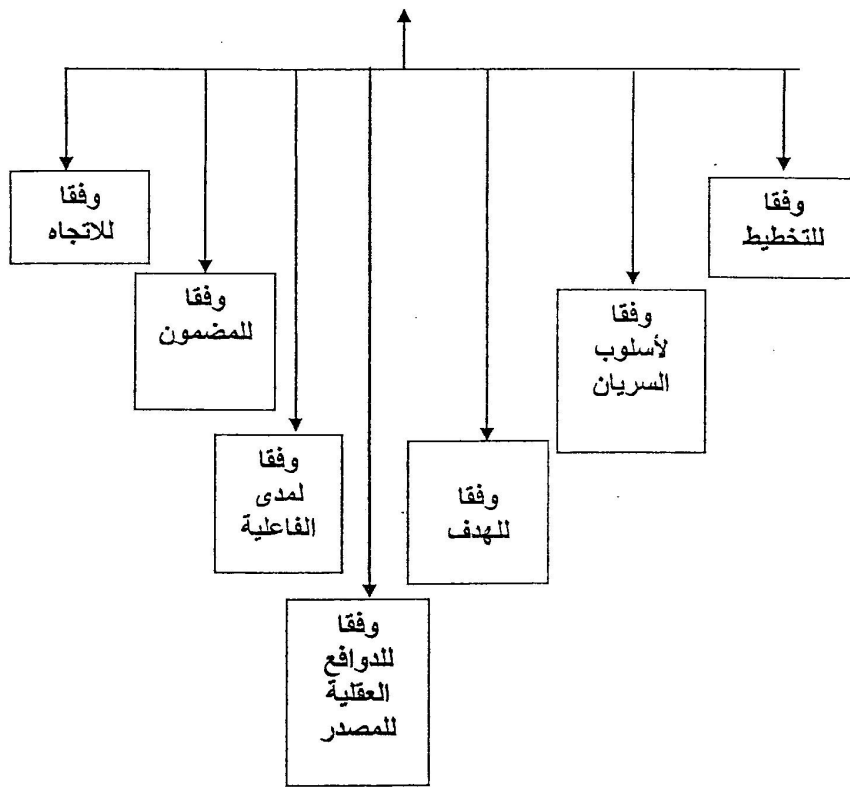 وفقا
للتخطيط
وفقا
لأسلوب
السريان
وفقا
للهدف
وفقا
للدوافع
العقلية
للمصدر
وفقا
لمدى
الفاعلية
وفقا
للمضمون
وفقا
للاتجاه